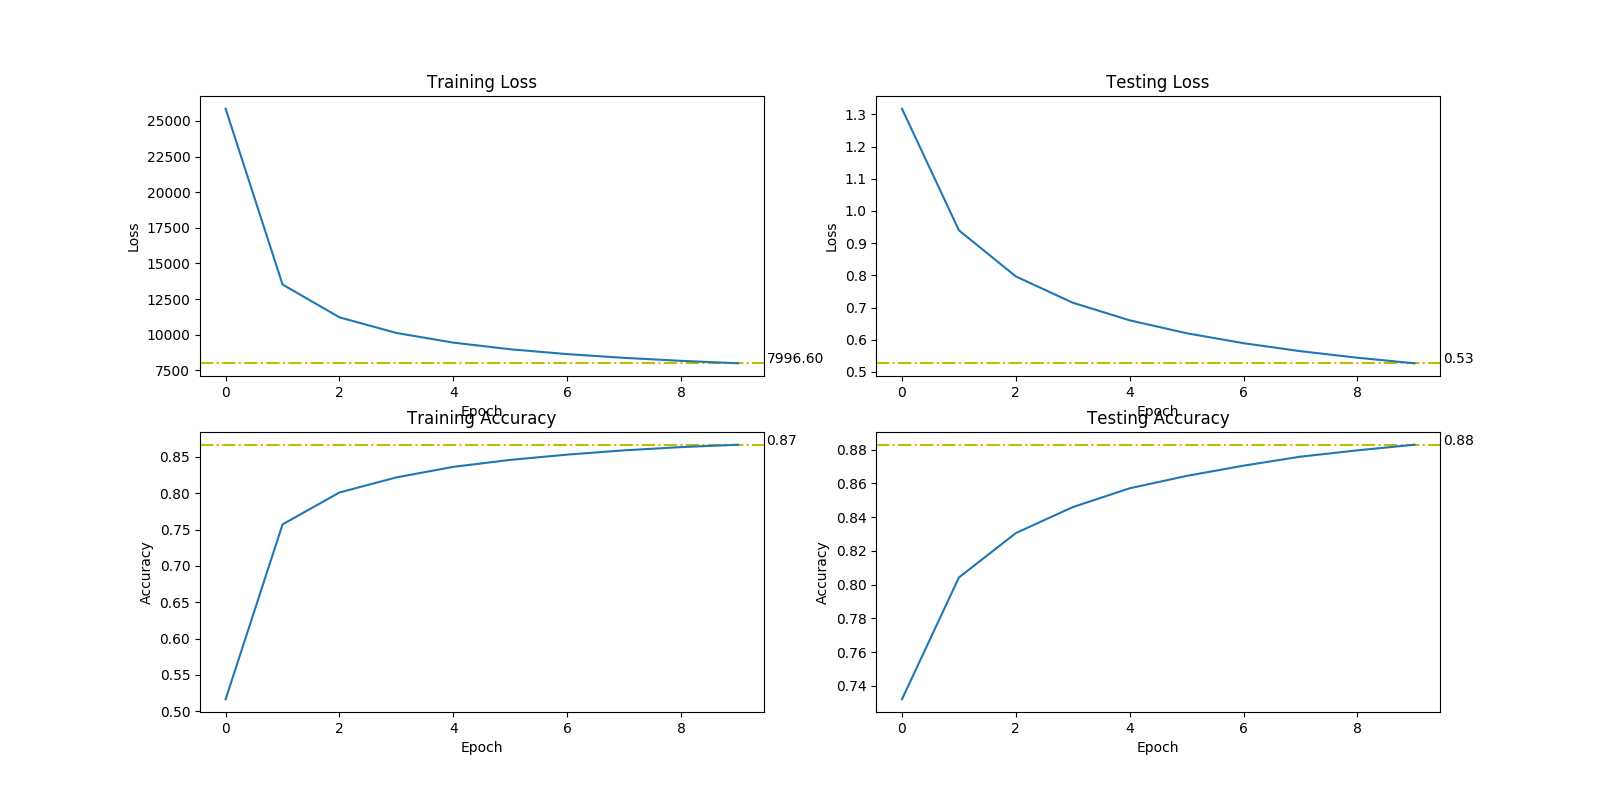 Training Loss
25000
22500
20000
17500
15000
12500
10000
7500
Loss
7996.60
0 2 4 6 8
Epoch
Testing Loss
1.3
1.2
1.1
1.0
0.9
0.8
0.7
0.6
0.5
Loss
0.53
0 2 4 6 8
Epoch
Training Accuracy
0.87
0.85
0.80
0.75
0.70
0.65
0.60
0.55
0.50
Accuracy
0 2 4 6 8
Epoch
Testing Accuracy
0.88
0.88
0.86
0.84
0.82
0.80
0.78
0.76
0.74
Accuracy
0 2 4 6 8
Epoch